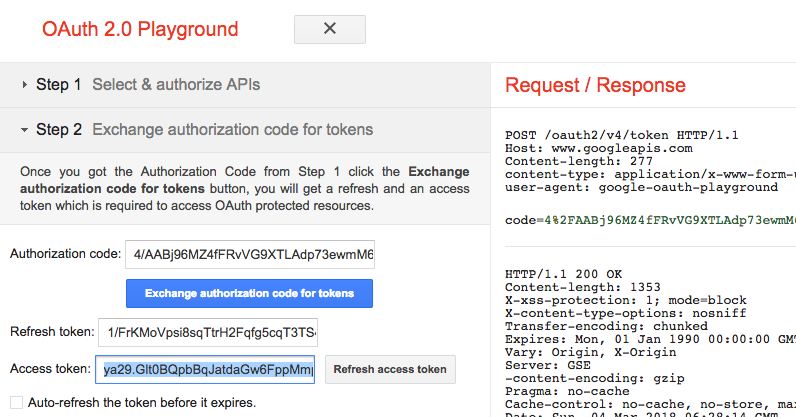 OAuth 2.0 Playground
Step 1 Select & authorize APIs
Step 2 Exchange authorization code for tokens
Once you got the Authorization Code from Step 1 click the Exchange
authorization code for tokens button, you will get a refresh and an access
token which is required to access OAuth protected resources.
Authorization code: 4/AABj96MZ4fFRvVG9XTLAdp73ewmM6
Exchange authorization code for tokens
Refresh token: 1/FrKMoVpsi8sqTtrH2Fqfg5cqT3TS
Access token: ya29.Glt0BQpbBqJatdaGw6FppMm Refresh access token
Auto-refresh the token before it expires.
Request / Response
POST /oauth2/v4/token HTTP/1.1
Host: www.googleapis.com
Content-length: 277
content-type: application/x-www-form-
user-agent: google-oauth-playground
code=4%2FAABj96MZ4fFRvVG9XTLAdp73ewmM
HTTP/1.1 200 OK
Content-length: 1353
X-xss-protection: 1; mode=block
X-content-type-options: nosniff
Transfer-encoding: chunked
Expires: Mon, 01 Jan 1990 00:00:00 GM
Vary: Origin, X-Origin
Server: GSE
-content-encoding: gzip
Pragma: no-cache
Cache-control: no-cache, no-store, ma
Date: Sun, 04 Mar 2018 06:28:14 GMT